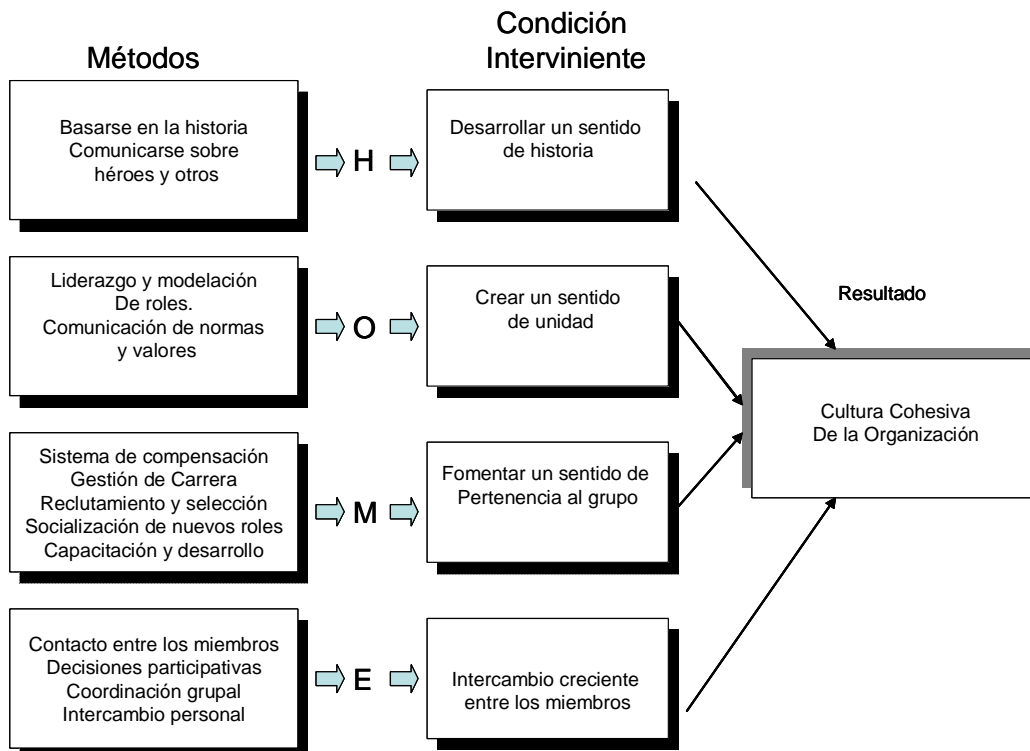 Métodos
Condición
Interviniente
Basarse en la historia
Comunicarse sobre
héroes y otros
H
Desarrollar un sentido
de historia
Liderazgo y modelación
De roles.
Comunicación de normas
y valores
O
Crear un sentido
de unidad
Resultado
Cultura Cohesiva
De la Organización
Sistema de compensación
Gestión de Carrera
Reclutamiento y selección
Socialización de nuevos roles
Capacitación y desarrollo
M
Fomentar un sentido de
Pertenencia al grupo
Contacto entre los miembros
Decisiones participativas
Coordinación grupal
Intercambio personal
E
Intercambio creciente
entre los miembros